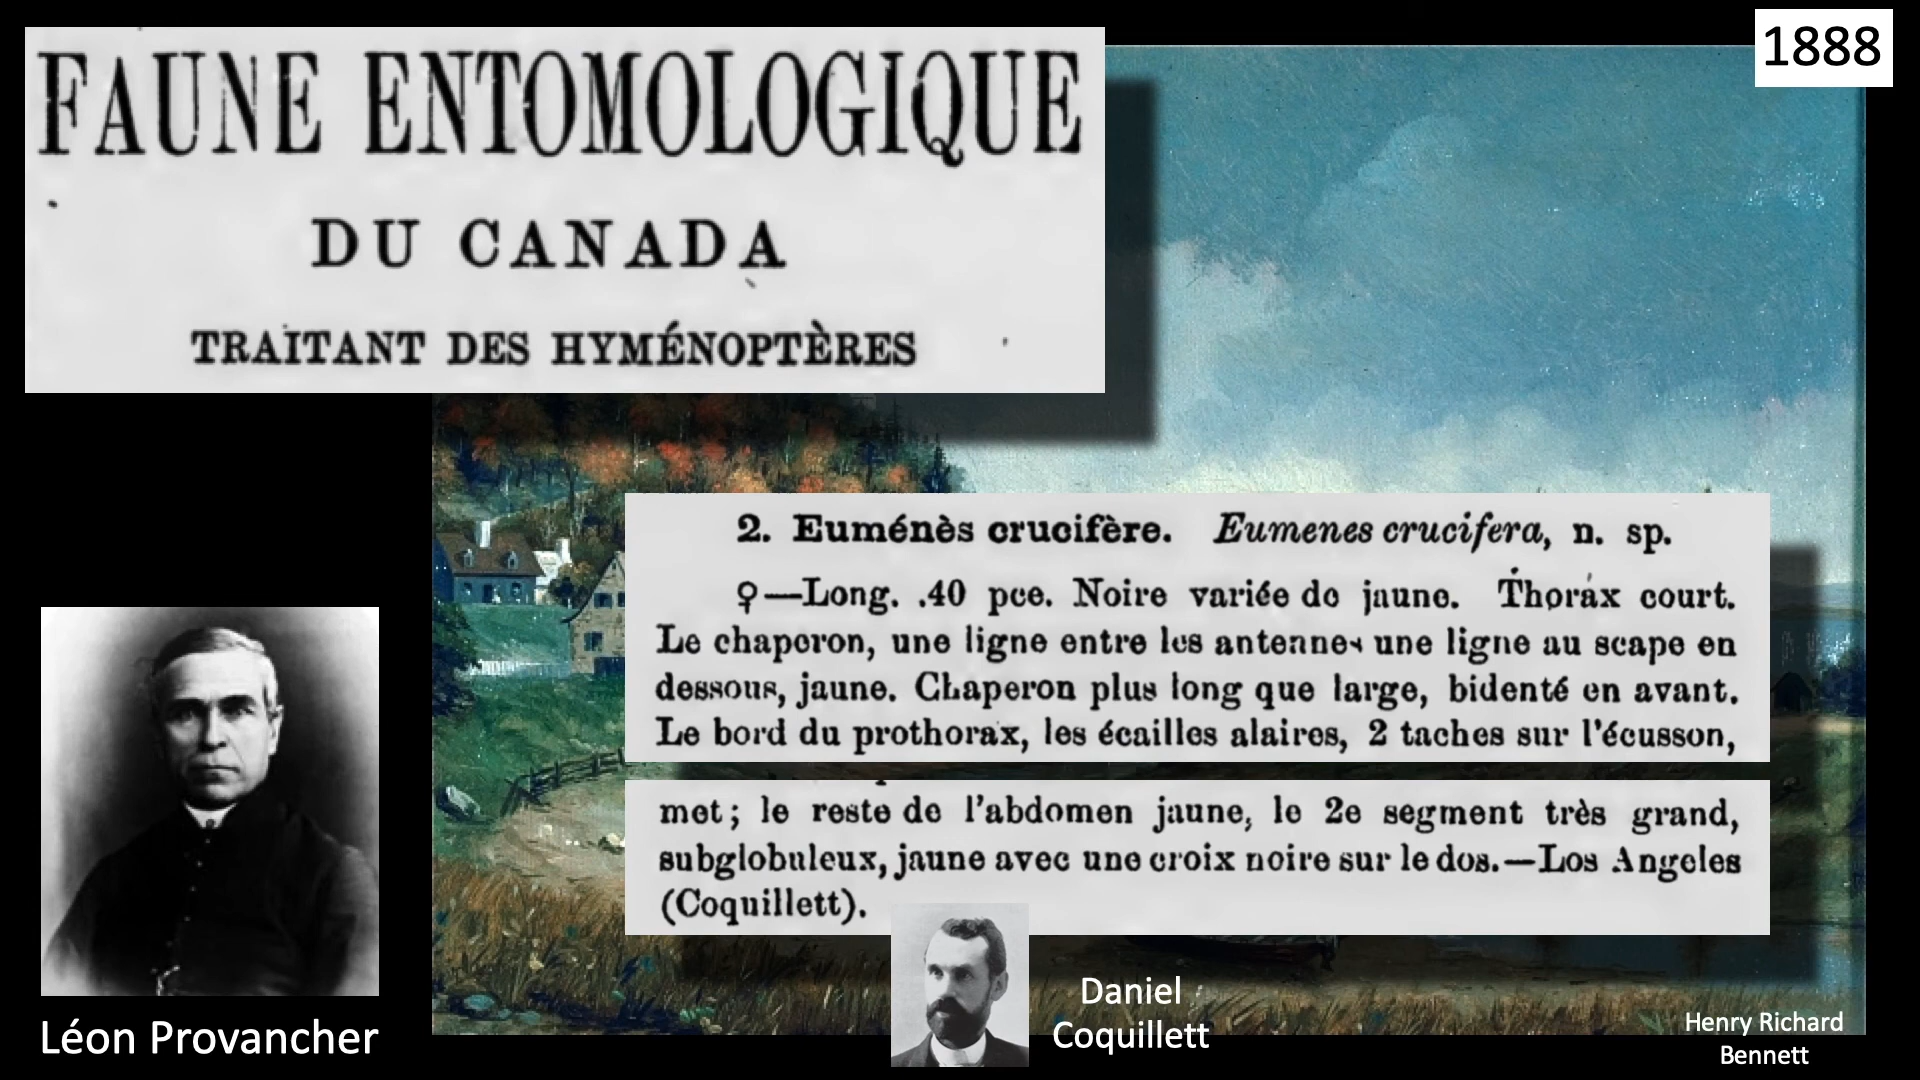 FAUNE ENTOMOLOGIQUE
DU CANADA
TRAITANT DES HYMÉNOPTÈRES
1888
2. Euménès crucifère. Eumenes crucifera, n. sp.
♀—Long. .40 pce. Noire variée de jaune. Thorax court.
Le chaperon, une ligne entre les antennes une ligne au scape en
dessous, jaune. Chaperon plus long que large, bidenté en avant.
Le bord du prothorax, les écailles alaires, 2 taches sur l'écusson,
met; le reste de l'abdomen jaune, le 2e segment très grand,
subglobuleux, jaune avec une croix noire sur le dos.—Los Angeles
(Coquillett).
Léon Provancher
Daniel
Coquillett
Henry Richard
Bennett